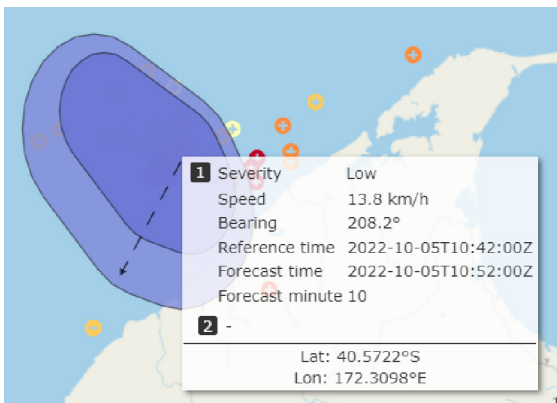 1 Severity Low
Speed 13.8 km/h
Bearing 208.2°
Reference time 2022-10-05T10:42:00Z
Forecast time 2022-10-05T10:52:00Z
Forecast minute 10
2 -
Lat: 40.5722°S
Lon: 172.3098°E